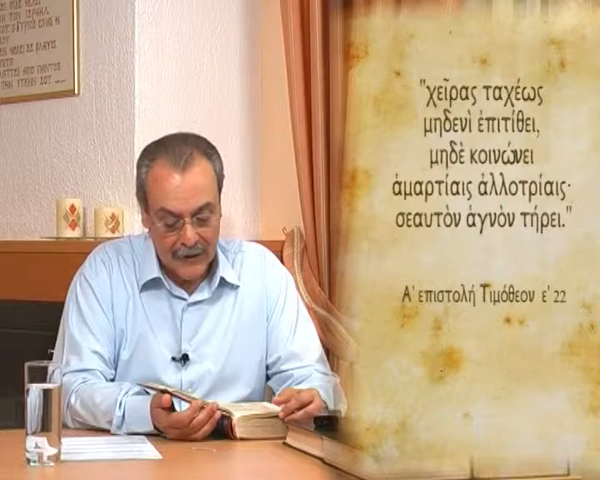 "χεῖρας ταχέως
μηδενὶ ἐπιτίθει,
μηδὲ κοινώνει
ἁμαρτίαις ἀλλοτρίαις·
σεαυτὸν ἁγνὸν τήρει."
Α΄ επιστολή Τιμόθεον ε΄ 22